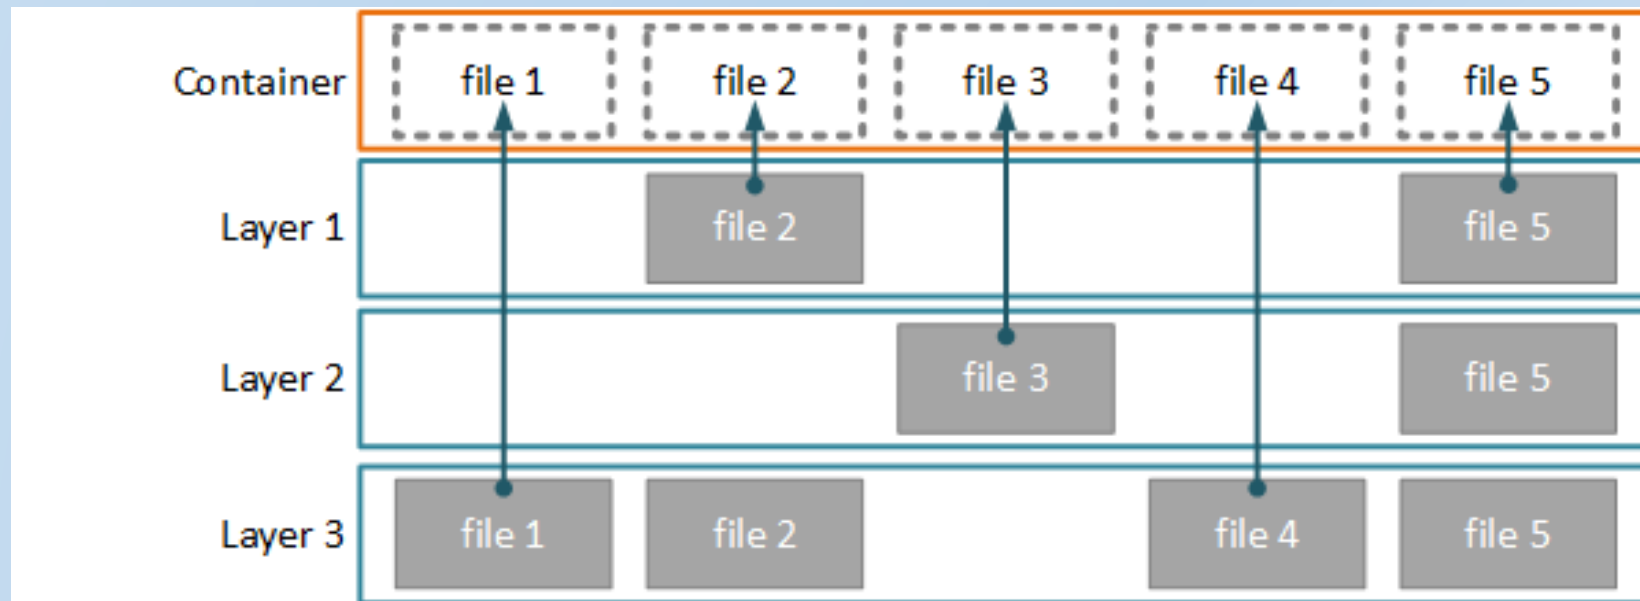 Container file 1 file 2 file 3 file 4 file 5
Layer 1 file 2 file 5
Layer 2 file 3 file 5
Layer 3 file 1 file 2 file 4 file 5